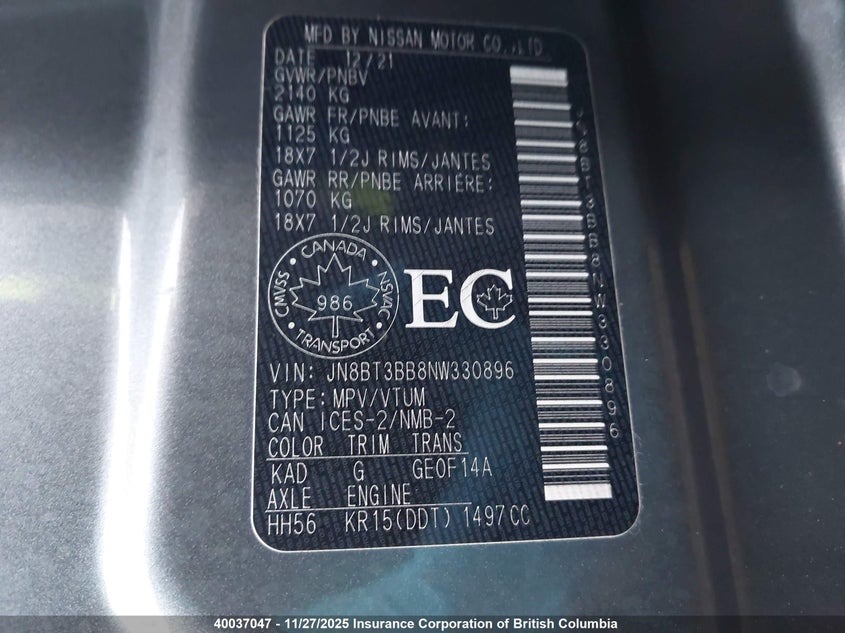 MFD BY NISSAN MOTOR CO.,LTD.
DATE 12/21
GVWR/PNBV
2140 KG
GAWR FR/PNBE AVANT:
1125 KG
18X7 1/2J RIMS/JANTES
GAWR RR/PNBE ARRIÈRE:
1070 KG
18X7 1/2J RIMS/JANTES
CANADA
CMVSS 986 NSVAC
TRANSPORT
EC
VIN: JN8BT3BB8NW330896
TYPE:MPV/VTUM
CAN ICES-2/NMB-2
COLOR TRIM TRANS
KAD G GE0F14A
AXLE ENGINE
HH56 KR15(DDT) 1497CC
JN8BT3BB8NW330896
40037047 - 11/27/2025 Insurance Corporation of British Columbia